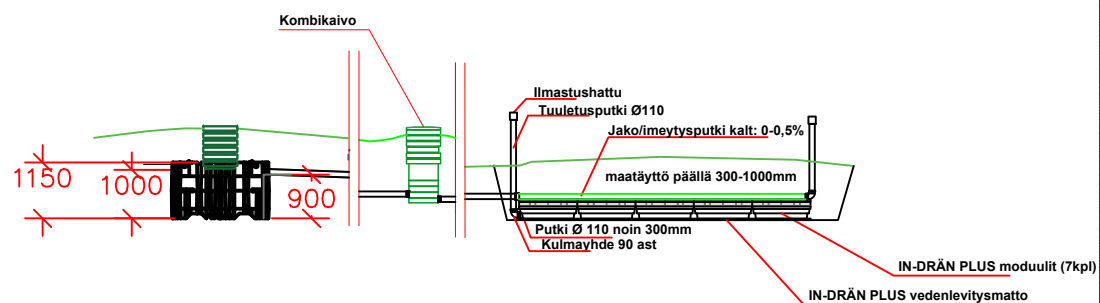 Kombikaivo
Ilmastushattu
Tuuletusputki Ø110
Jako/imeytysputki kalt: 0-0,5%
maatäyttö päällä 300-1000mm
1150
1000
900
Putki Ø 110 noin 300mm
Kulmayhde 90 ast
IN-DRÄN PLUS moduulit (7kpl)
IN-DRÄN PLUS vedenlevitysmatto